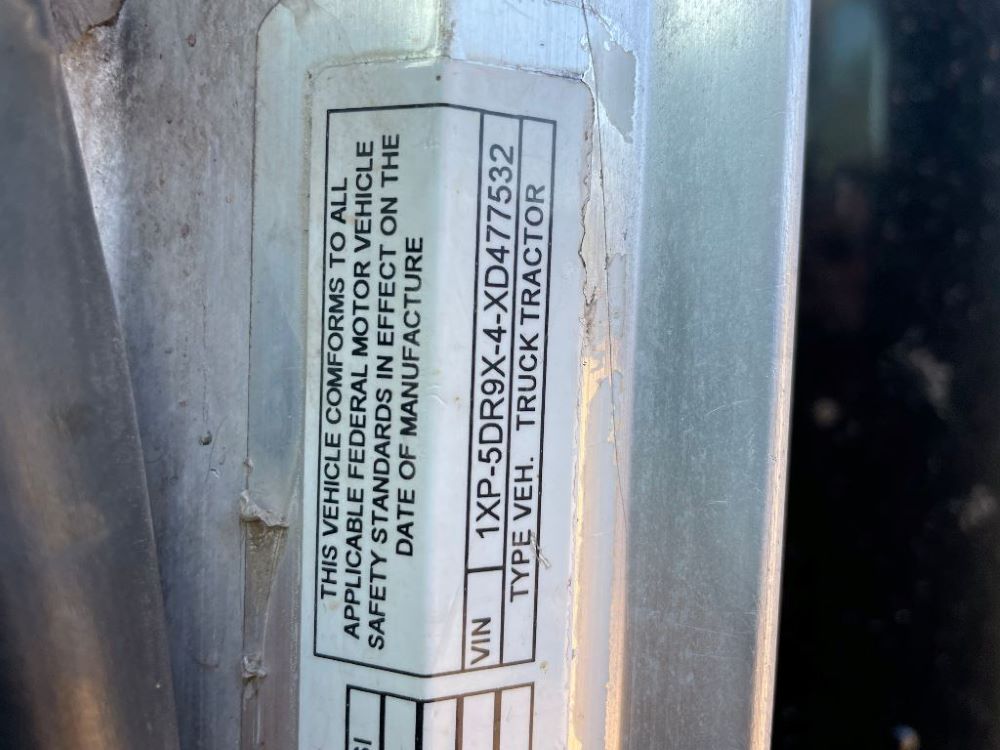 THIS VEHICLE COMFORMS TO ALL
APPLICABLE FEDERAL MOTOR VEHICLE
SAFETY STANDARDS IN EFFECT ON THE
DATE OF MANUFACTURE
VIN 1XP-5DR9X-4-XD477532
TYPE VEH. TRUCK TRACTOR